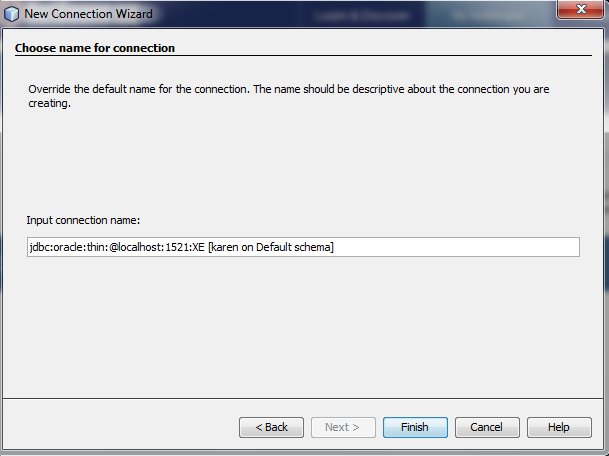 New Connection Wizard
Choose name for connection
Override the default name for the connection. The name should be descriptive about the connection you are
creating.
Input connection name:
jdbc:oracle:thin:@localhost:1521:XE [karen on Default schema]
< Back Next > Finish Cancel Help